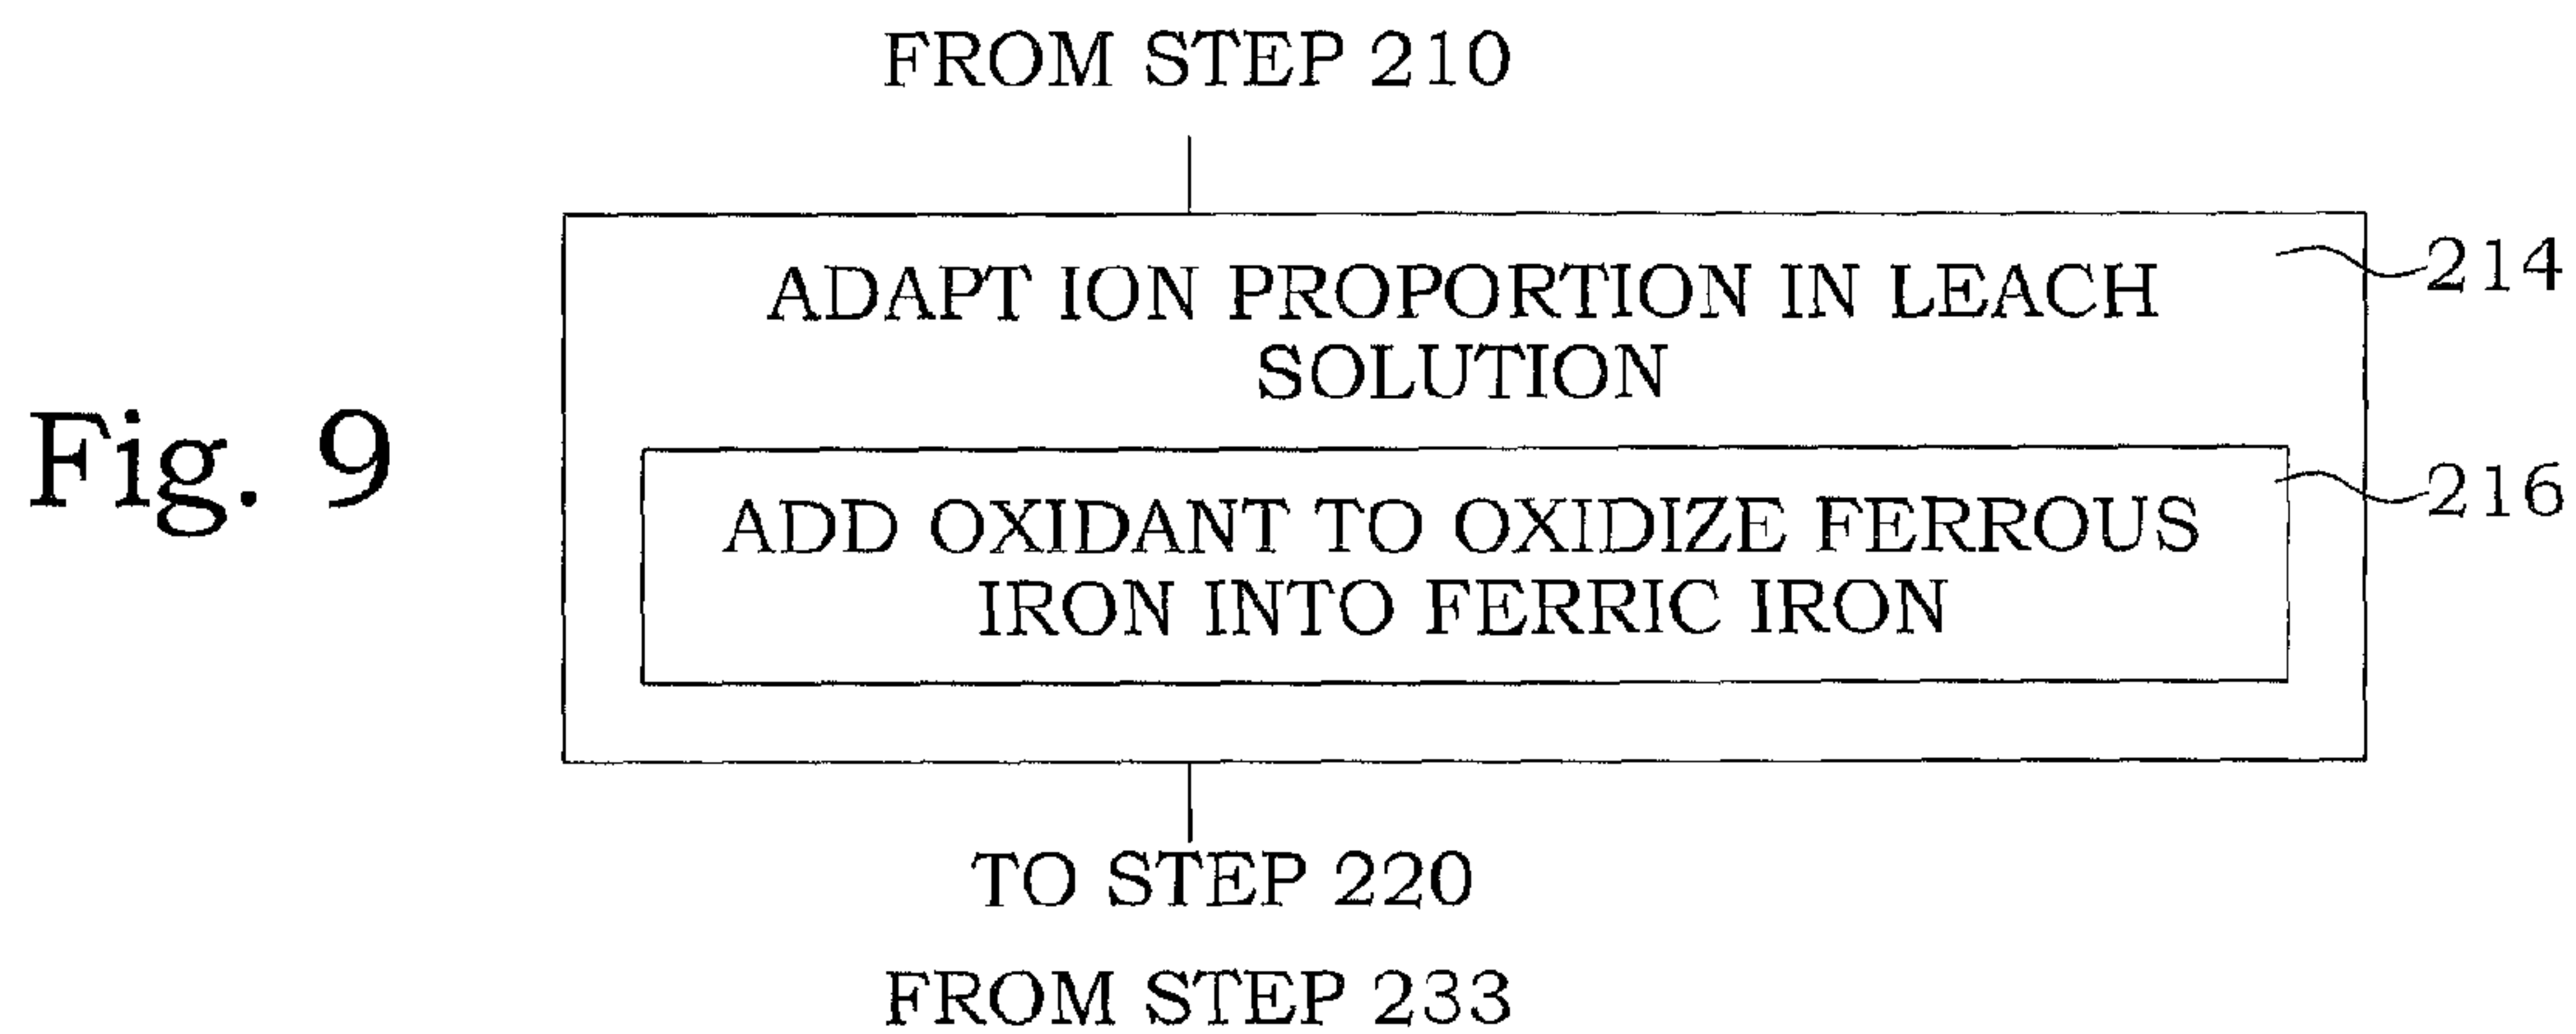 FROM STEP 210
ADAPT ION PROPORTION IN LEACH
SOLUTION
214
Fig. 9
ADD OXIDANT TO OXIDIZE FERROUS
IRON INTO FERRIC IRON
216
TO STEP 220
FROM STEP 233